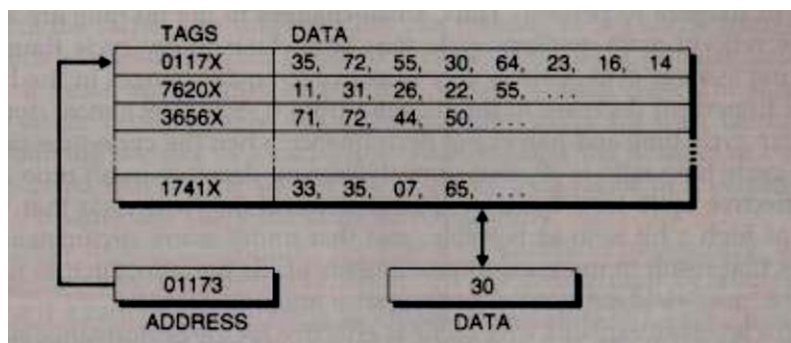 TAGS DATA
0117X 35, 72, 55, 30, 64, 23, 16, 14
7620X 11, 31, 26, 22, 55, ...
3656X 71, 72, 44, 50, ...
1741X 33, 35, 07, 65, ...
01173 30
ADDRESS DATA